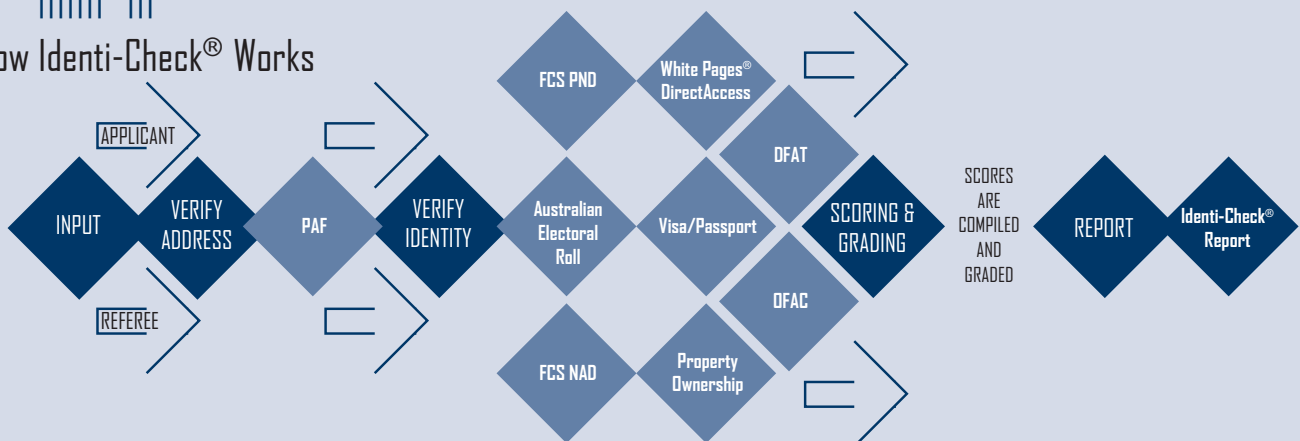 ow Identi-Check® Works
APPLICANT
REFEREE
INPUT
VERIFY
ADDRESS
PAF
VERIFY
IDENTITY
FCS PND
White Pages®
DirectAccess
Australian
Electoral
Roll
Visa/Passport
FCS NAD
Property
Ownership
DFAT
OFAC
SCORING &
GRADING
SCORES
ARE
COMPILED
AND
GRADED
REPORT
Identi-Check®
Report